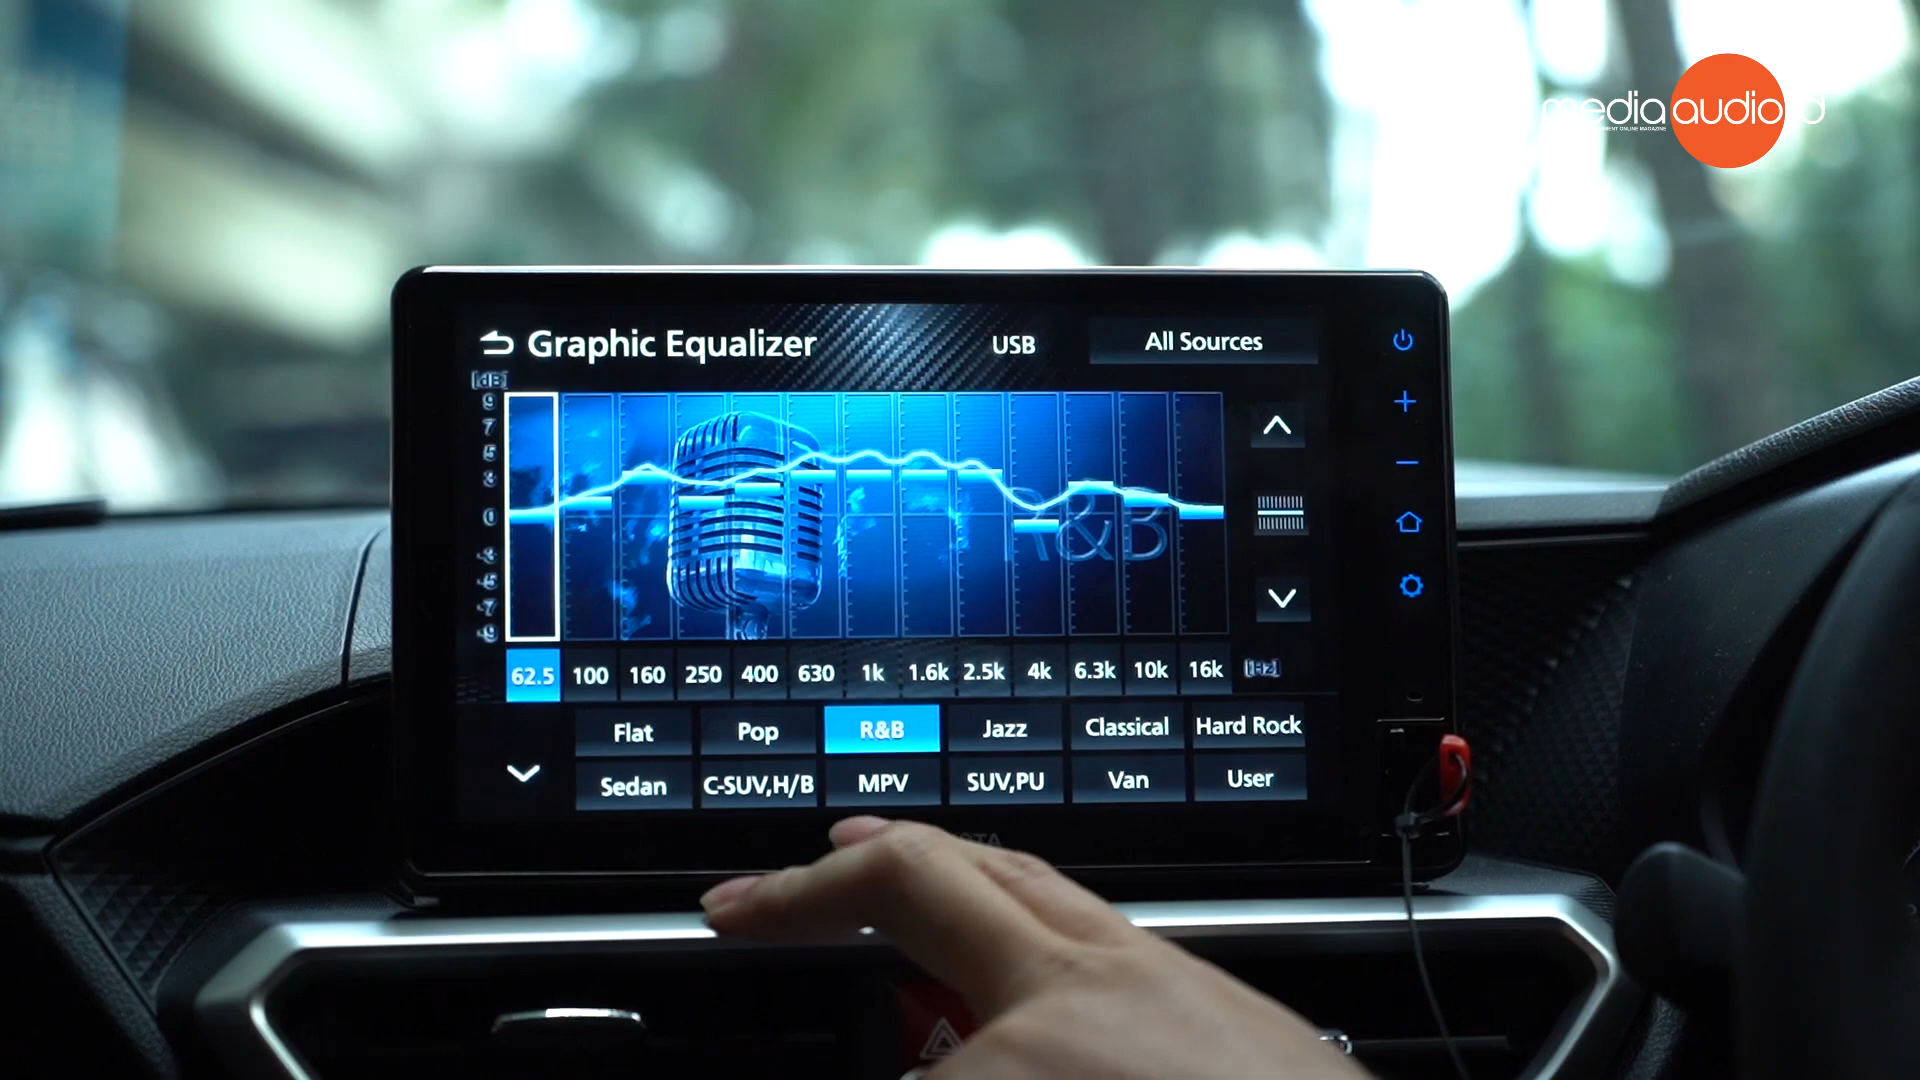 media audio.id
Graphic Equalizer
USB
All Sources
[dB]
9
7
5
3
0
-3
-5
-7
-9
R&B
62.5 100 160 250 400 630 1k 1.6k 2.5k 4k 6.3k 10k 16k [Hz]
Flat Pop R&B Jazz Classical Hard Rock
Sedan C-SUV,H/B MPV SUV,PU Van User